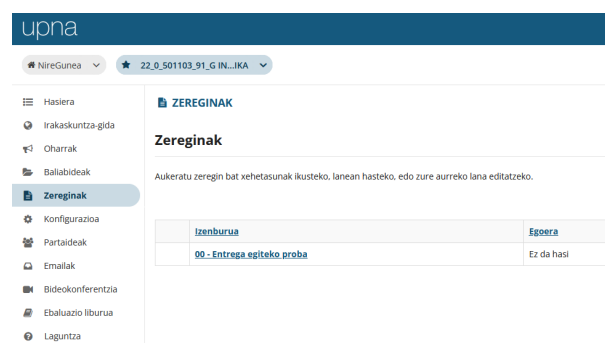 upna
NireGunea
22_0_501103_91_G IN...IKA
Hasiera
Irakaskuntza-gida
Oharrak
Baliabideak
Zereginak
Konfigurazioa
Partaideak
Emailak
Bideokonferentzia
Ebaluazio liburua
Laguntza
ZEREGINAK
Zereginak
Aukeratu zeregin bat xehetasunak ikusteko, lanean hasteko, edo zure aurreko lana editatzeko.
Izenburua Egoera
00 - Entrega egiteko proba Ez da hasi